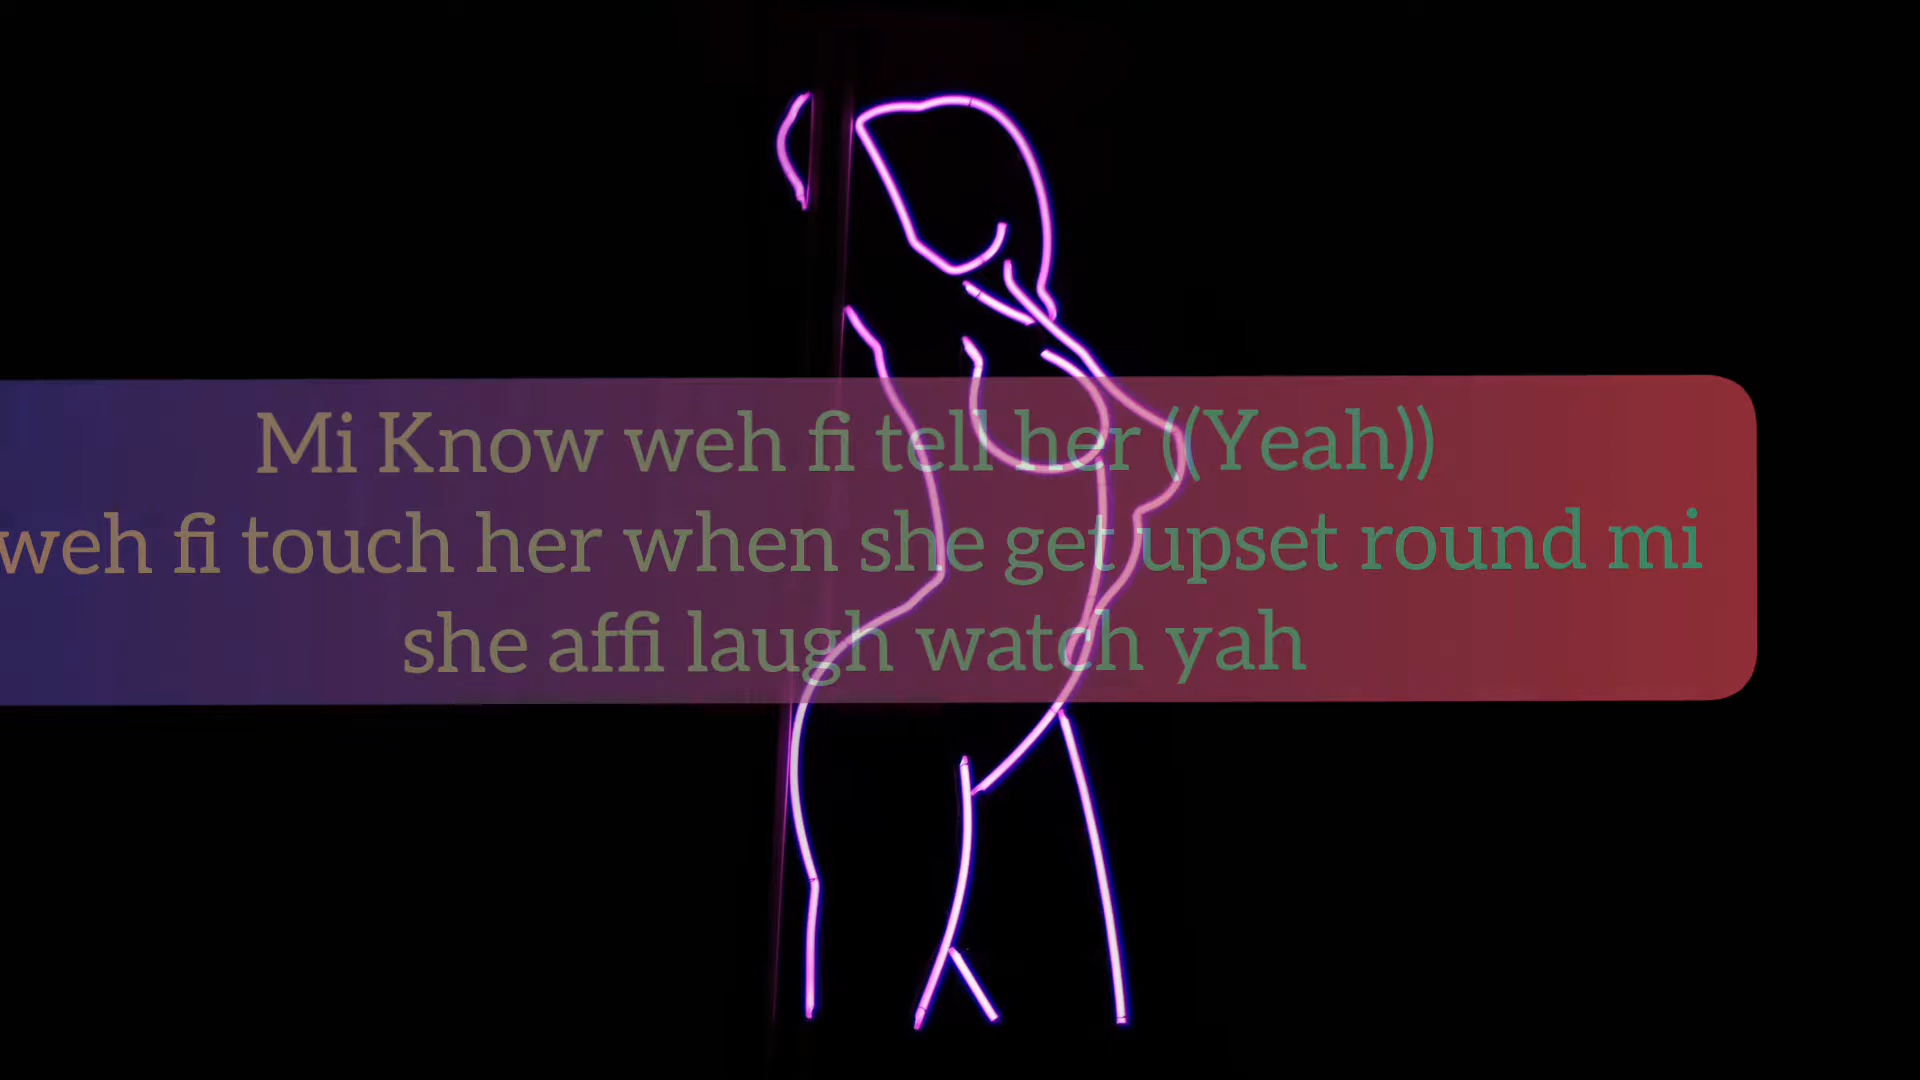 Mi Know weh fi tell her ((Yeah))
weh fi touch her when she get upset round mi
she affi laugh watch yah